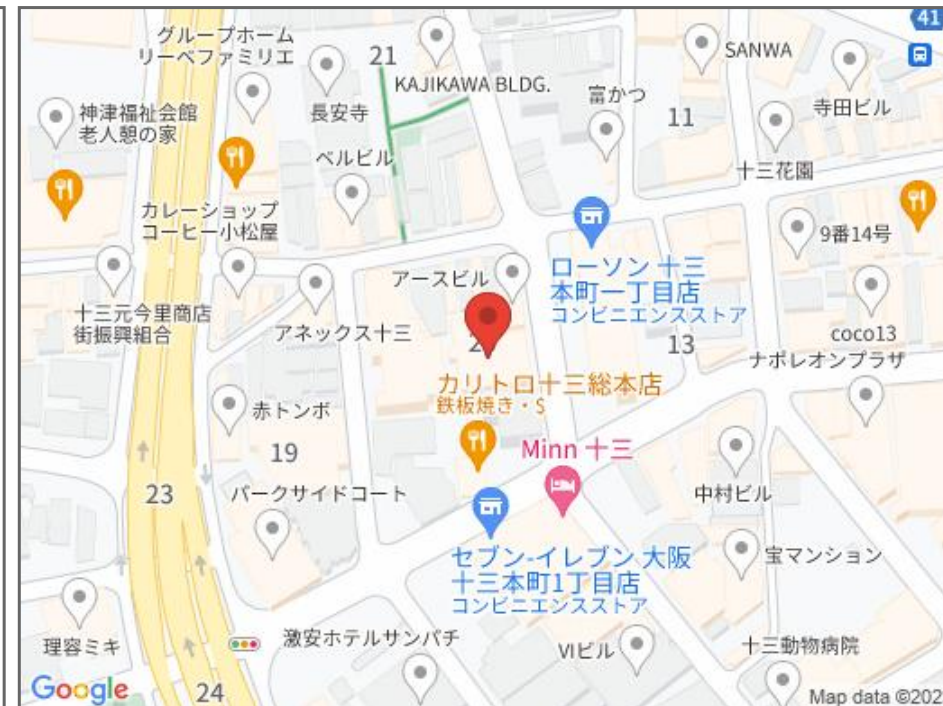 グループホーム
リーベファミリエ
21
KAJIKAWA BLDG.
SANWA
41
神津福祉会館
老人憩の家
長安寺
富かつ
11
寺田ビル
ベルビル
十三花園
カレーショップ
コーヒー小松屋
9番14号
アースビル
ローソン 十三
本町一丁目店
コンビニエンスストア
十三元今里商店
街振興組合
アネックス十三
2
13
coco13
ナポレオンプラザ
カリトロ十三総本店
鉄板焼き・S
赤トンボ
19
Minn 十三
23
パークサイドコート
中村ビル
セブン-イレブン 大阪
十三本町1丁目店
コンビニエンスストア
宝マンション
理容ミキ
激安ホテルサンパチ
VIビル
十三動物病院
Google
24
Map data ©202